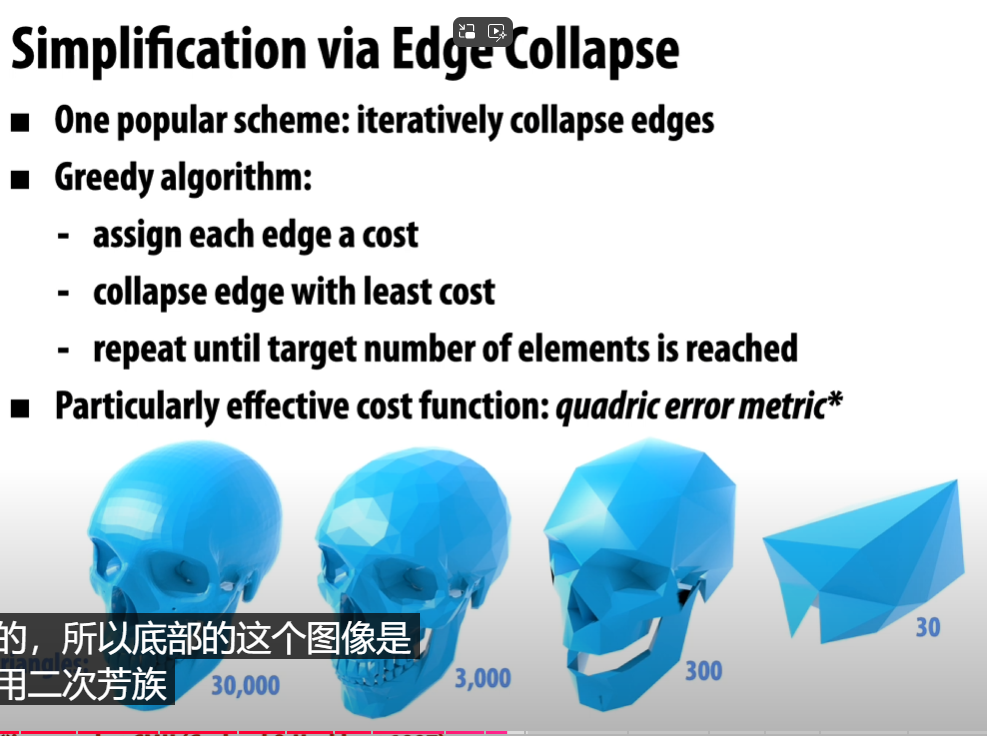 Simplification via Edge Collapse
■ One popular scheme: iteratively collapse edges
■ Greedy algorithm:
- assign each edge a cost
- collapse edge with least cost
- repeat until target number of elements is reached
■ Particularly effective cost function: quadric error metric*
30
300
3,000
30,000
的，所以底部的这个图像是
用二次芳族